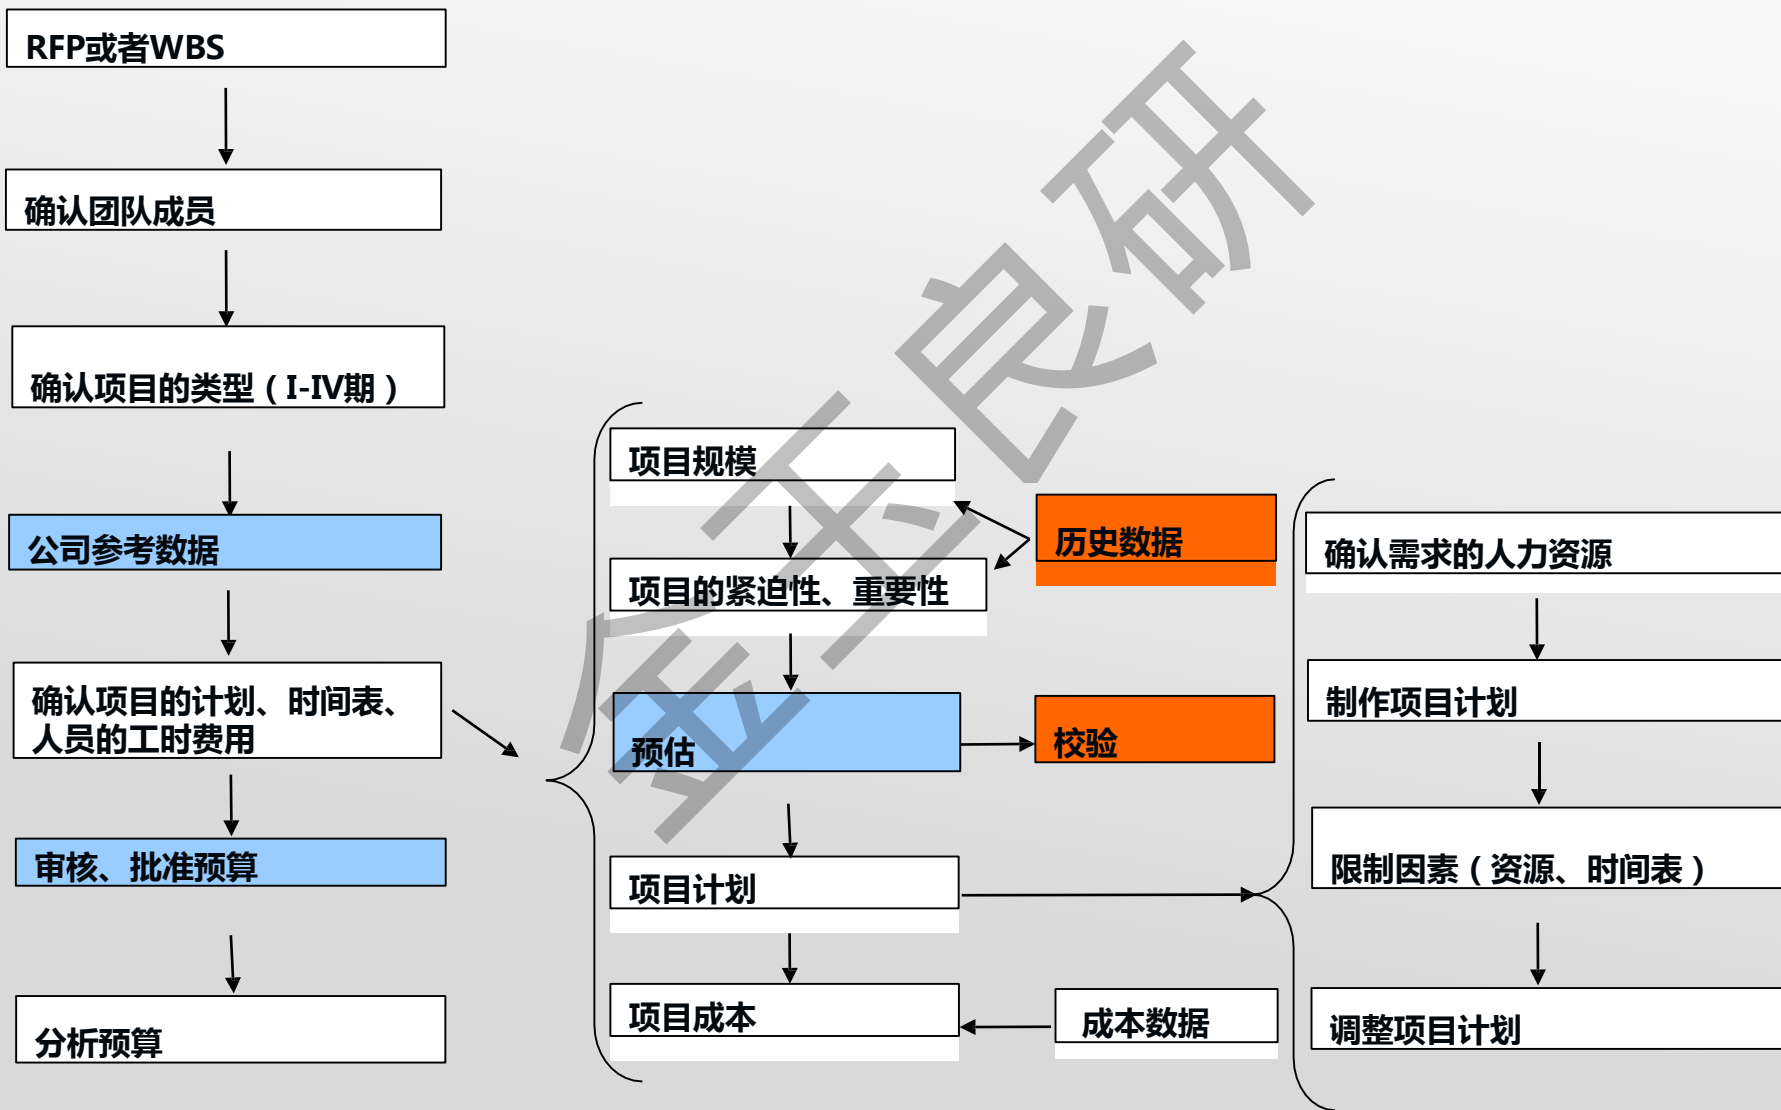 RFP或者WBS
确认团队成员
确认项目的类型（I-IV期）
公司参考数据
确认项目的计划、时间表、
人员的工时费用
审核、批准预算
分析预算
项目规模
项目的紧迫性、重要性
预估
项目计划
项目成本
历史数据
校验
成本数据
确认需求的人力资源
制作项目计划
限制因素（资源、时间表）
调整项目计划
金玉良研